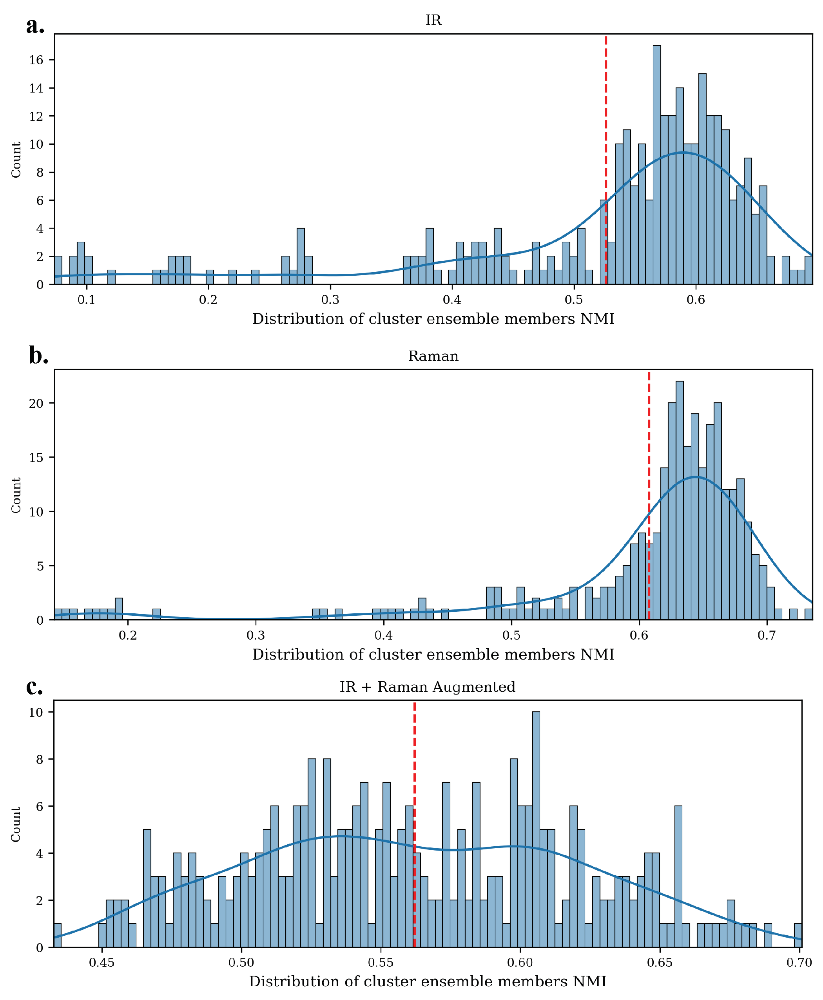 a.
IR
16
14
12
10
8
6
4
2
0
Count
0.1 0.2 0.3 0.4 0.5 0.6
Distribution of cluster ensemble members NMI
b.
Raman
20
15
10
5
0
Count
0.2 0.3 0.4 0.5 0.6 0.7
Distribution of cluster ensemble members NMI
c.
IR + Raman Augmented
10
8
6
4
2
0
Count
0.45 0.50 0.55 0.60 0.65 0.70
Distribution of cluster ensemble members NMI